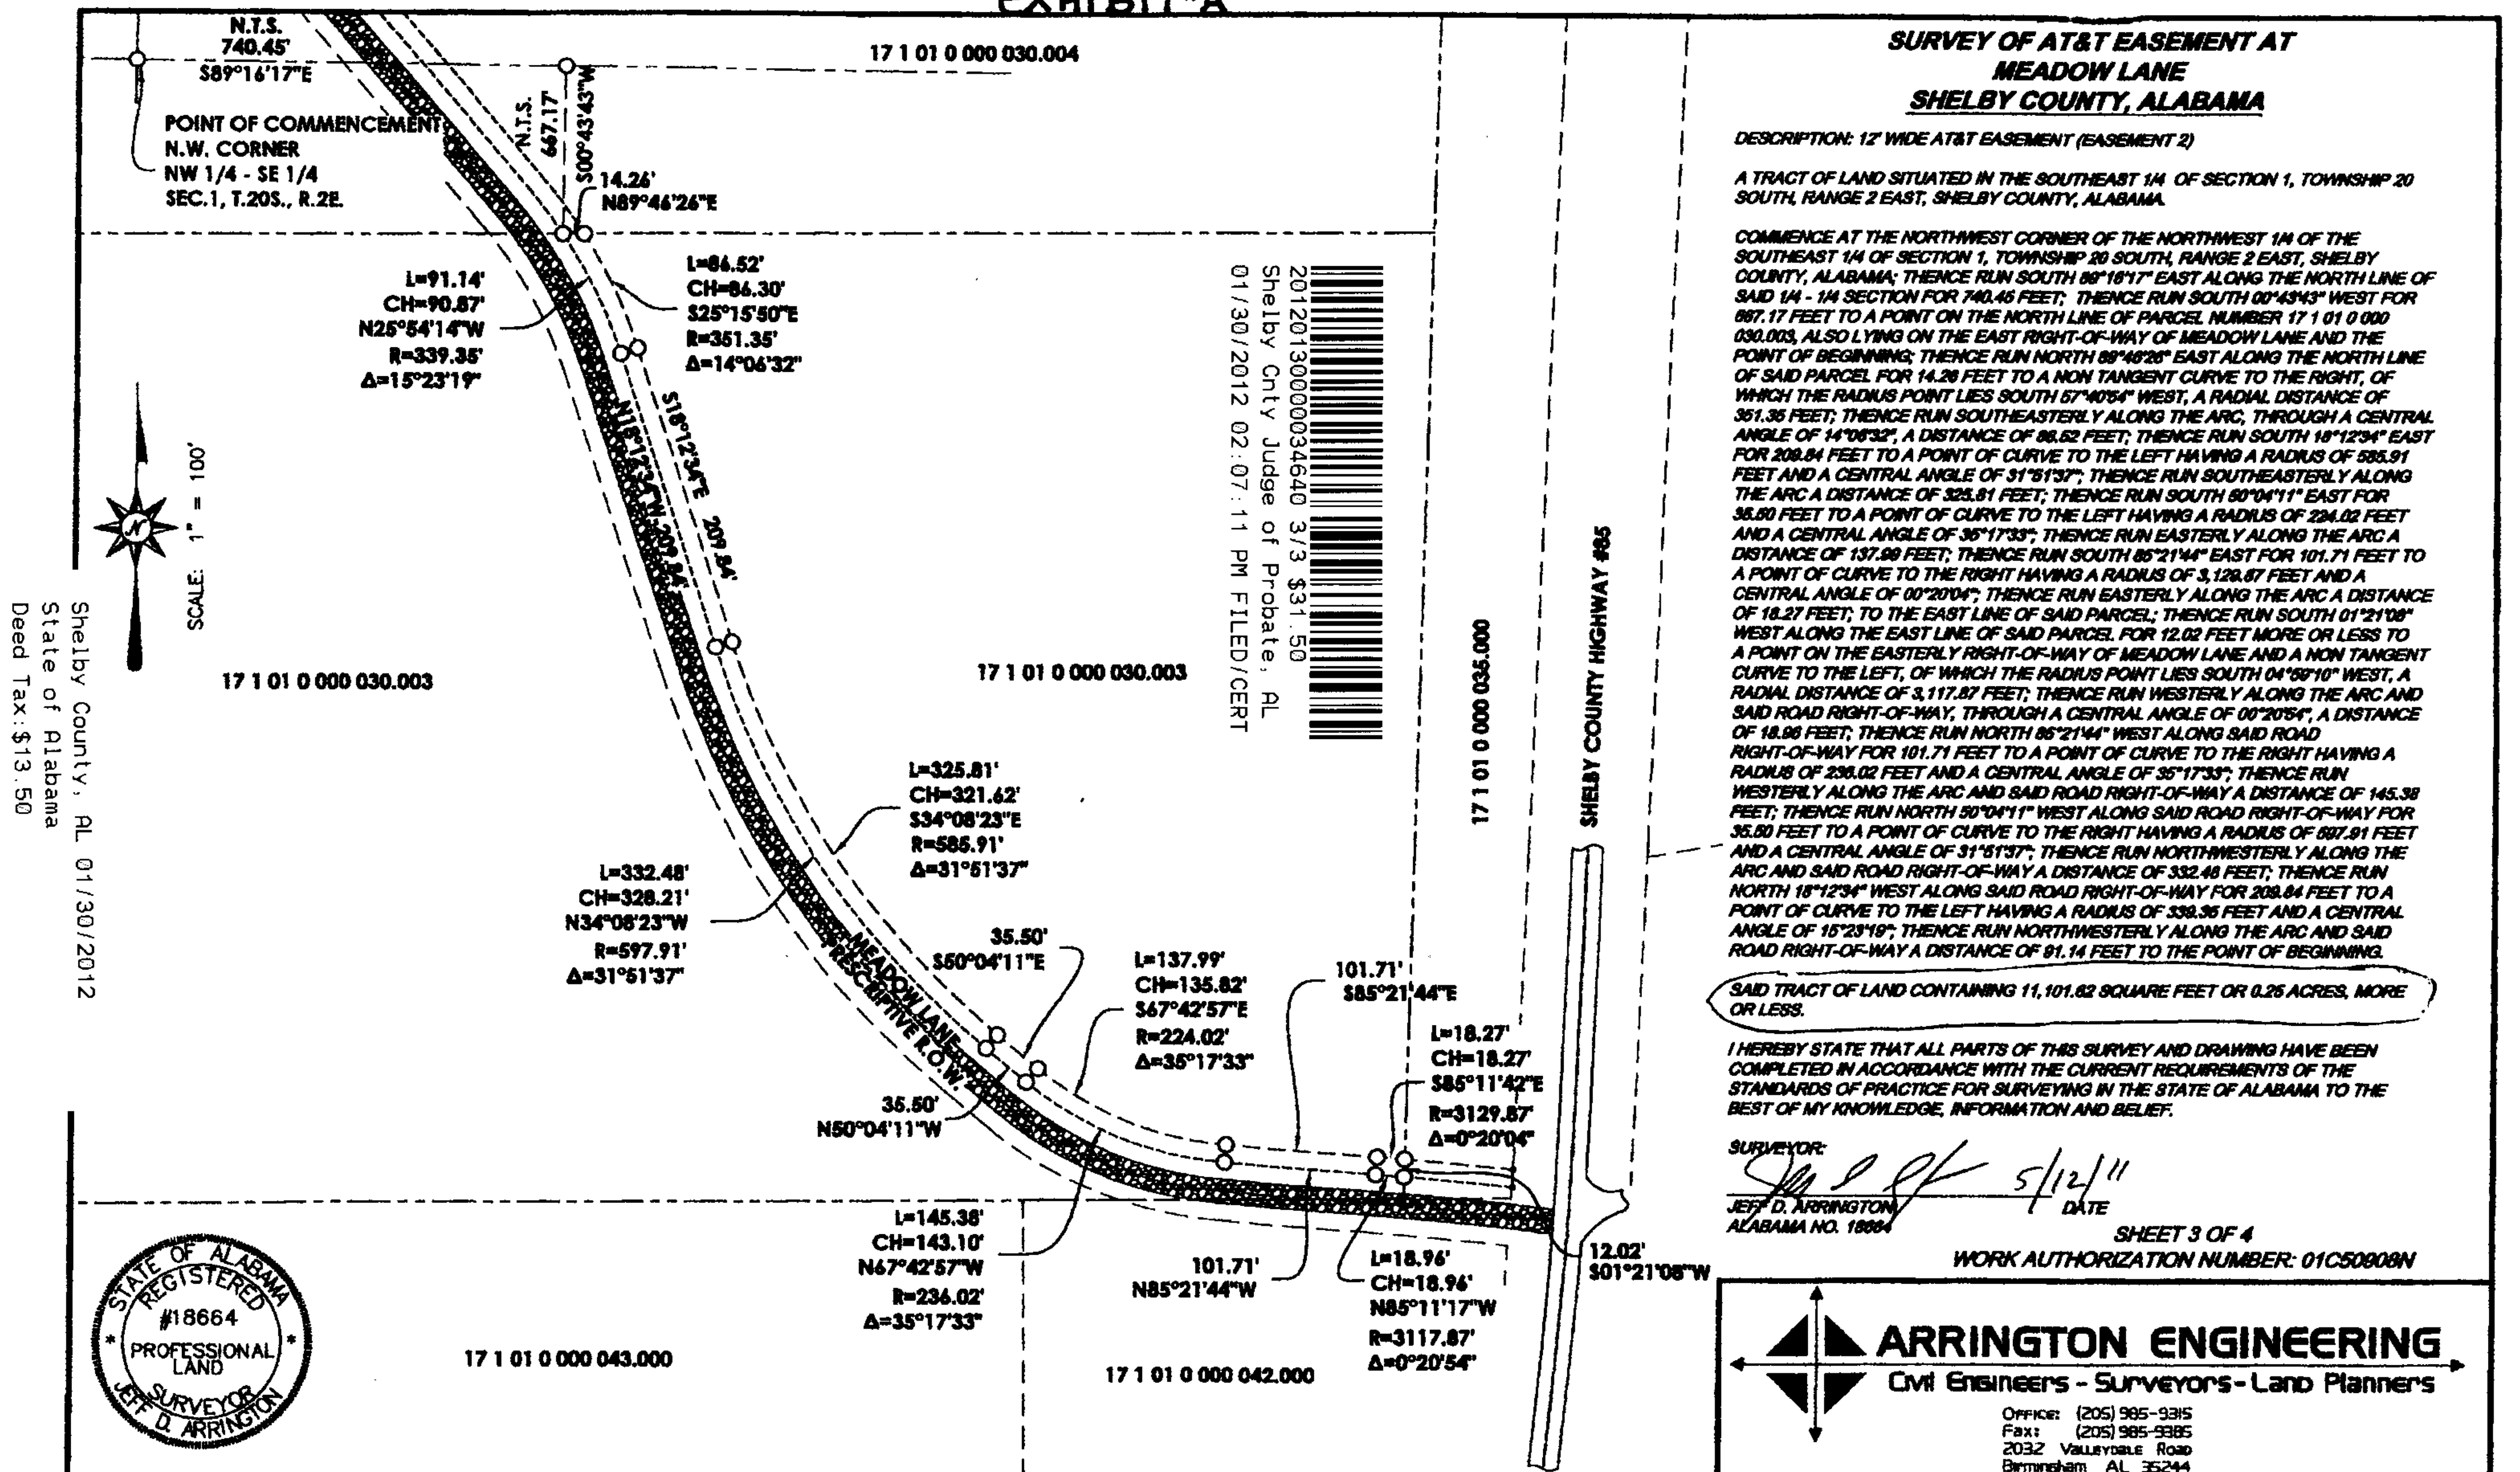 EXHIBIT "A"
N.T.S.
740.45'
S89°16'17"E
17 1 01 0 000 030.004
POINT OF COMMENCEMENT
N.W. CORNER
NW 1/4 - SE 1/4
SEC.1, T.20S., R.2E.
N.T.S.
667.17'
S00°43'43"W
14.26'
N89°46'26"E
L=91.14'
CH=90.87'
N25°54'14"W
R=339.35'
Δ=15°23'19"
L=86.52'
CH=86.30'
S25°15'50"E
R=351.35'
Δ=14°06'32"
S18°12'34"E 209.84'
N18°12'34"W 209.84'
N
SCALE: 1" = 100'
20120130000034640 3/3 $31.50
Shelby Cnty Judge of Probate, AL
01/30/2012 02:07:11 PM FILED/CERT
Shelby County, AL 01/30/2012
State of Alabama
Deed Tax:$13.50
17 1 01 0 000 030.003
17 1 01 0 000 030.003
17 1 01 0 000 035.000
SHELBY COUNTY HIGHWAY #85
L=325.81'
CH=321.62'
S34°08'23"E
R=585.91'
Δ=31°51'37"
L=332.48'
CH=328.21'
N34°08'23"W
R=597.91'
Δ=31°51'37"
MEADOW LANE
PRESCRIPTIVE R.O.W.
35.50'
S50°04'11"E
L=137.99'
CH=135.82'
S67°42'57"E
R=224.02'
Δ=35°17'33"
101.71'
S85°21'44"E
L=18.27'
CH=18.27'
S85°11'42"E
R=3129.87'
Δ=0°20'04"
35.50'
N50°04'11"W
L=145.38'
CH=143.10'
N67°42'57"W
R=236.02'
Δ=35°17'33"
101.71'
N85°21'44"W
L=18.96'
CH=18.96'
N85°11'17"W
R=3117.87'
Δ=0°20'54"
12.02'
S01°21'08"W
17 1 01 0 000 043.000
17 1 01 0 000 042.000
STATE OF ALABAMA
REGISTERED
#18664
PROFESSIONAL
LAND
SURVEYOR
JEFF D. ARRINGTON
SURVEY OF AT&T EASEMENT AT
MEADOW LANE
SHELBY COUNTY, ALABAMA
DESCRIPTION: 12' WIDE AT&T EASEMENT (EASEMENT 2)
A TRACT OF LAND SITUATED IN THE SOUTHEAST 1/4 OF SECTION 1, TOWNSHIP 20
SOUTH, RANGE 2 EAST, SHELBY COUNTY, ALABAMA.
COMMENCE AT THE NORTHWEST CORNER OF THE NORTHWEST 1/4 OF THE
SOUTHEAST 1/4 OF SECTION 1, TOWNSHIP 20 SOUTH, RANGE 2 EAST, SHELBY
COUNTY, ALABAMA; THENCE RUN SOUTH 89°16'17" EAST ALONG THE NORTH LINE OF
SAID 1/4 - 1/4 SECTION FOR 740.45 FEET; THENCE RUN SOUTH 00°43'43" WEST FOR
667.17 FEET TO A POINT ON THE NORTH LINE OF PARCEL NUMBER 17 1 01 0 000
030.003, ALSO LYING ON THE EAST RIGHT-OF-WAY OF MEADOW LANE AND THE
POINT OF BEGINNING; THENCE RUN NORTH 89°46'26" EAST ALONG THE NORTH LINE
OF SAID PARCEL FOR 14.26 FEET TO A NON TANGENT CURVE TO THE RIGHT, OF
WHICH THE RADIUS POINT LIES SOUTH 57°40'54" WEST, A RADIAL DISTANCE OF
351.35 FEET; THENCE RUN SOUTHEASTERLY ALONG THE ARC, THROUGH A CENTRAL
ANGLE OF 14°06'32", A DISTANCE OF 86.52 FEET; THENCE RUN SOUTH 18°12'34" EAST
FOR 209.84 FEET TO A POINT OF CURVE TO THE LEFT HAVING A RADIUS OF 585.91
FEET AND A CENTRAL ANGLE OF 31°51'37"; THENCE RUN SOUTHEASTERLY ALONG
THE ARC A DISTANCE OF 325.81 FEET; THENCE RUN SOUTH 50°04'11" EAST FOR
35.50 FEET TO A POINT OF CURVE TO THE LEFT HAVING A RADIUS OF 224.02 FEET
AND A CENTRAL ANGLE OF 35°17'33"; THENCE RUN EASTERLY ALONG THE ARC A
DISTANCE OF 137.99 FEET; THENCE RUN SOUTH 85°21'44" EAST FOR 101.71 FEET TO
A POINT OF CURVE TO THE RIGHT HAVING A RADIUS OF 3,129.87 FEET AND A
CENTRAL ANGLE OF 00°20'04"; THENCE RUN EASTERLY ALONG THE ARC A DISTANCE
OF 18.27 FEET; TO THE EAST LINE OF SAID PARCEL; THENCE RUN SOUTH 01°21'08"
WEST ALONG THE EAST LINE OF SAID PARCEL FOR 12.02 FEET MORE OR LESS TO
A POINT ON THE EASTERLY RIGHT-OF-WAY OF MEADOW LANE AND A NON TANGENT
CURVE TO THE LEFT, OF WHICH THE RADIUS POINT LIES SOUTH 04°59'10" WEST, A
RADIAL DISTANCE OF 3,117.87 FEET; THENCE RUN WESTERLY ALONG THE ARC AND
SAID ROAD RIGHT-OF-WAY, THROUGH A CENTRAL ANGLE OF 00°20'54", A DISTANCE
OF 18.96 FEET; THENCE RUN NORTH 85°21'44" WEST ALONG SAID ROAD
RIGHT-OF-WAY FOR 101.71 FEET TO A POINT OF CURVE TO THE RIGHT HAVING A
RADIUS OF 236.02 FEET AND A CENTRAL ANGLE OF 35°17'33"; THENCE RUN
WESTERLY ALONG THE ARC AND SAID ROAD RIGHT-OF-WAY A DISTANCE OF 145.38
FEET; THENCE RUN NORTH 50°04'11" WEST ALONG SAID ROAD RIGHT-OF-WAY FOR
35.50 FEET TO A POINT OF CURVE TO THE RIGHT HAVING A RADIUS OF 597.91 FEET
AND A CENTRAL ANGLE OF 31°51'37"; THENCE RUN NORTHWESTERLY ALONG THE
ARC AND SAID ROAD RIGHT-OF-WAY A DISTANCE OF 332.48 FEET; THENCE RUN
NORTH 18°12'34" WEST ALONG SAID ROAD RIGHT-OF-WAY FOR 209.84 FEET TO A
POINT OF CURVE TO THE LEFT HAVING A RADIUS OF 339.35 FEET AND A CENTRAL
ANGLE OF 15°23'19"; THENCE RUN NORTHWESTERLY ALONG THE ARC AND SAID
ROAD RIGHT-OF-WAY A DISTANCE OF 91.14 FEET TO THE POINT OF BEGINNING.
SAID TRACT OF LAND CONTAINING 11,101.62 SQUARE FEET OR 0.25 ACRES, MORE
OR LESS.
I HEREBY STATE THAT ALL PARTS OF THIS SURVEY AND DRAWING HAVE BEEN
COMPLETED IN ACCORDANCE WITH THE CURRENT REQUIREMENTS OF THE
STANDARDS OF PRACTICE FOR SURVEYING IN THE STATE OF ALABAMA TO THE
BEST OF MY KNOWLEDGE, INFORMATION AND BELIEF.
SURVEYOR:
5/12/11
JEFF D. ARRINGTON DATE
ALABAMA NO. 18664
SHEET 3 OF 4
WORK AUTHORIZATION NUMBER: 01C50908N
ARRINGTON ENGINEERING
Civil Engineers - Surveyors - Land Planners
Office: (205) 985-9315
Fax: (205) 985-9385
2032 Valleydale Road
Birmingham AL 35244